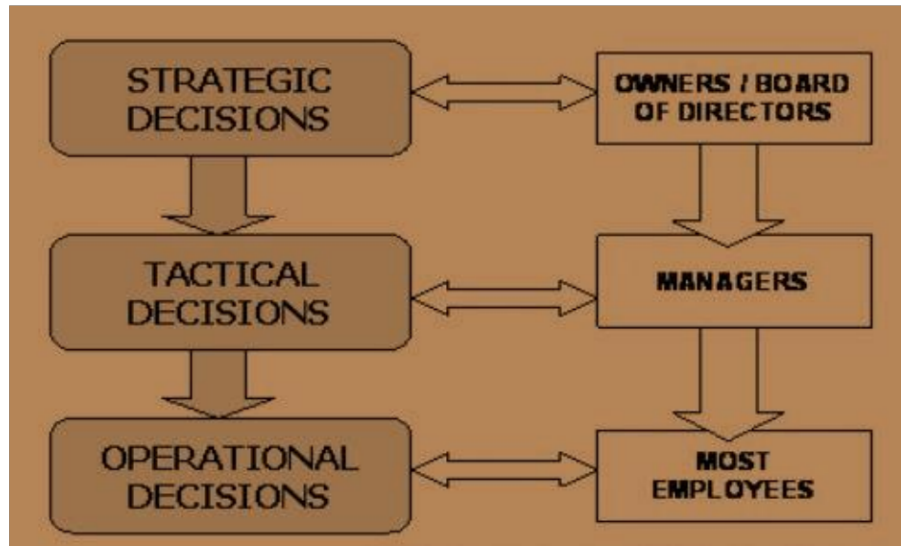 STRATEGIC
DECISIONS
OWNERS / BOARD
OF DIRECTORS
TACTICAL
DECISIONS
MANAGERS
OPERATIONAL
DECISIONS
MOST
EMPLOYEES